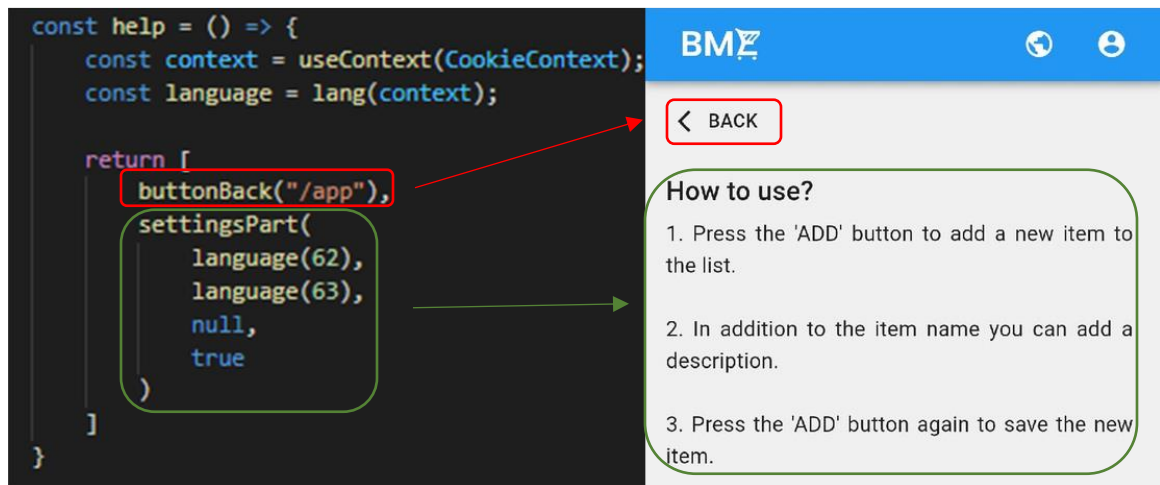 const help = () => {
const context = useContext(CookieContext);
const language = lang(context);
return [
buttonBack("/app"),
settingsPart(
language(62),
language(63),
null,
true
)
]
}
BM
BACK
How to use?
1. Press the 'ADD' button to add a new item to
the list.
2. In addition to the item name you can add a
description.
3. Press the 'ADD' button again to save the new
item.